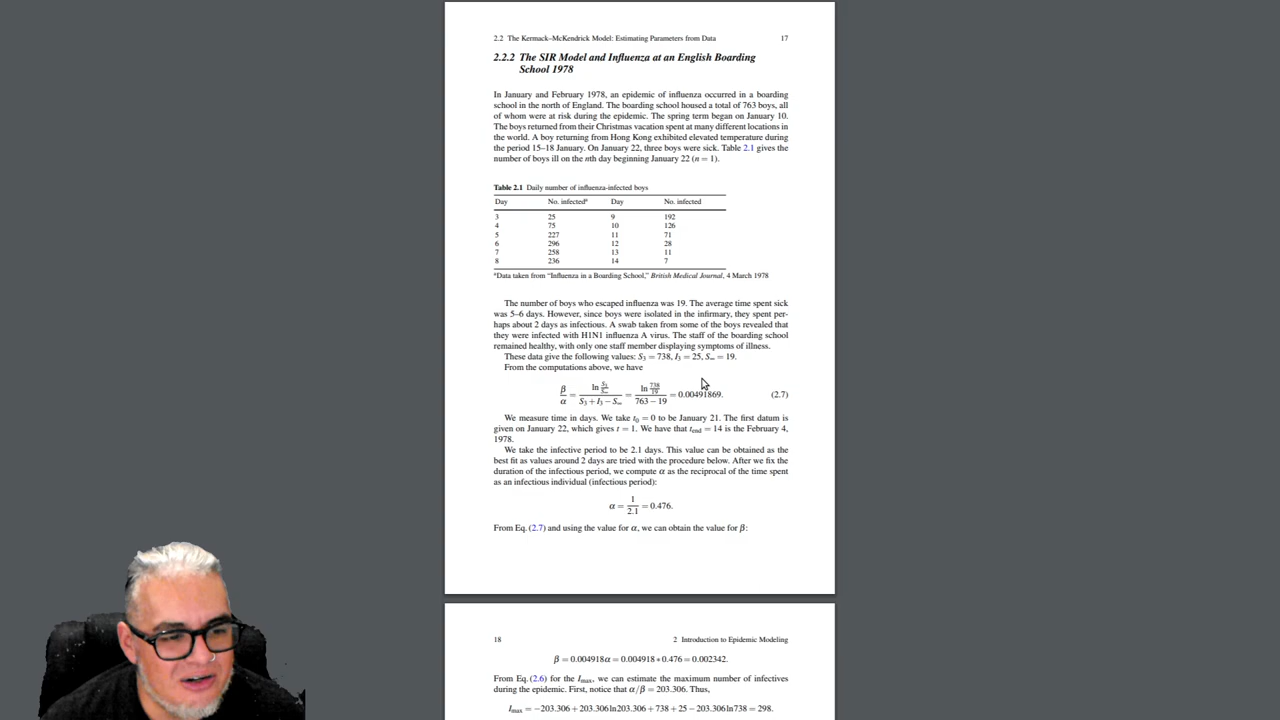 2.2 The Kermack–McKendrick Model: Estimating Parameters from Data 17
2.2.2 The SIR Model and Influenza at an English Boarding
School 1978
In January and February 1978, an epidemic of influenza occurred in a boarding
school in the north of England. The boarding school housed a total of 763 boys, all
of whom were at risk during the epidemic. The spring term began on January 10.
The boys returned from their Christmas vacation spent at many different locations in
the world. A boy returning from Hong Kong exhibited elevated temperature during
the period 15–18 January. On January 22, three boys were sick. Table 2.1 gives the
number of boys ill on the nth day beginning January 22 (n = 1).
Table 2.1 Daily number of influenza-infected boys
Day No. infectedᵃ Day No. infected
3 25 9 192
4 75 10 126
5 227 11 71
6 296 12 28
7 258 13 11
8 236 14 7
ᵃData taken from “Influenza in a Boarding School,” British Medical Journal, 4 March 1978
The number of boys who escaped influenza was 19. The average time spent sick
was 5–6 days. However, since boys were isolated in the infirmary, they spent per-
haps about 2 days as infectious. A swab taken from some of the boys revealed that
they were infected with H1N1 influenza A virus. The staff of the boarding school
remained healthy, with only one staff member displaying symptoms of illness.
These data give the following values: S₃ = 738, I₃ = 25, S∞ = 19.
From the computations above, we have
β/α = ln(S₃/S∞)/(S₃ + I₃ − S∞) = ln(738/19)/(763 − 19) = 0.00491869. (2.7)
We measure time in days. We take t₀ = 0 to be January 21. The first datum is
given on January 22, which gives t = 1. We have that t_end = 14 is the February 4,
1978.
We take the infective period to be 2.1 days. This value can be obtained as the
best fit as values around 2 days are tried with the procedure below. After we fix the
duration of the infectious period, we compute α as the reciprocal of the time spent
as an infectious individual (infectious period):
α = 1/2.1 = 0.476.
From Eq. (2.7) and using the value for α, we can obtain the value for β:
18 2 Introduction to Epidemic Modeling
β = 0.004918α = 0.004918 ∗ 0.476 = 0.002342.
From Eq. (2.6) for the I_max, we can estimate the maximum number of infectives
during the epidemic. First, notice that α/β = 203.306. Thus,
I_max = −203.306 + 203.306 ln 203.306 + 738 + 25 − 203.306 ln 738 = 298.